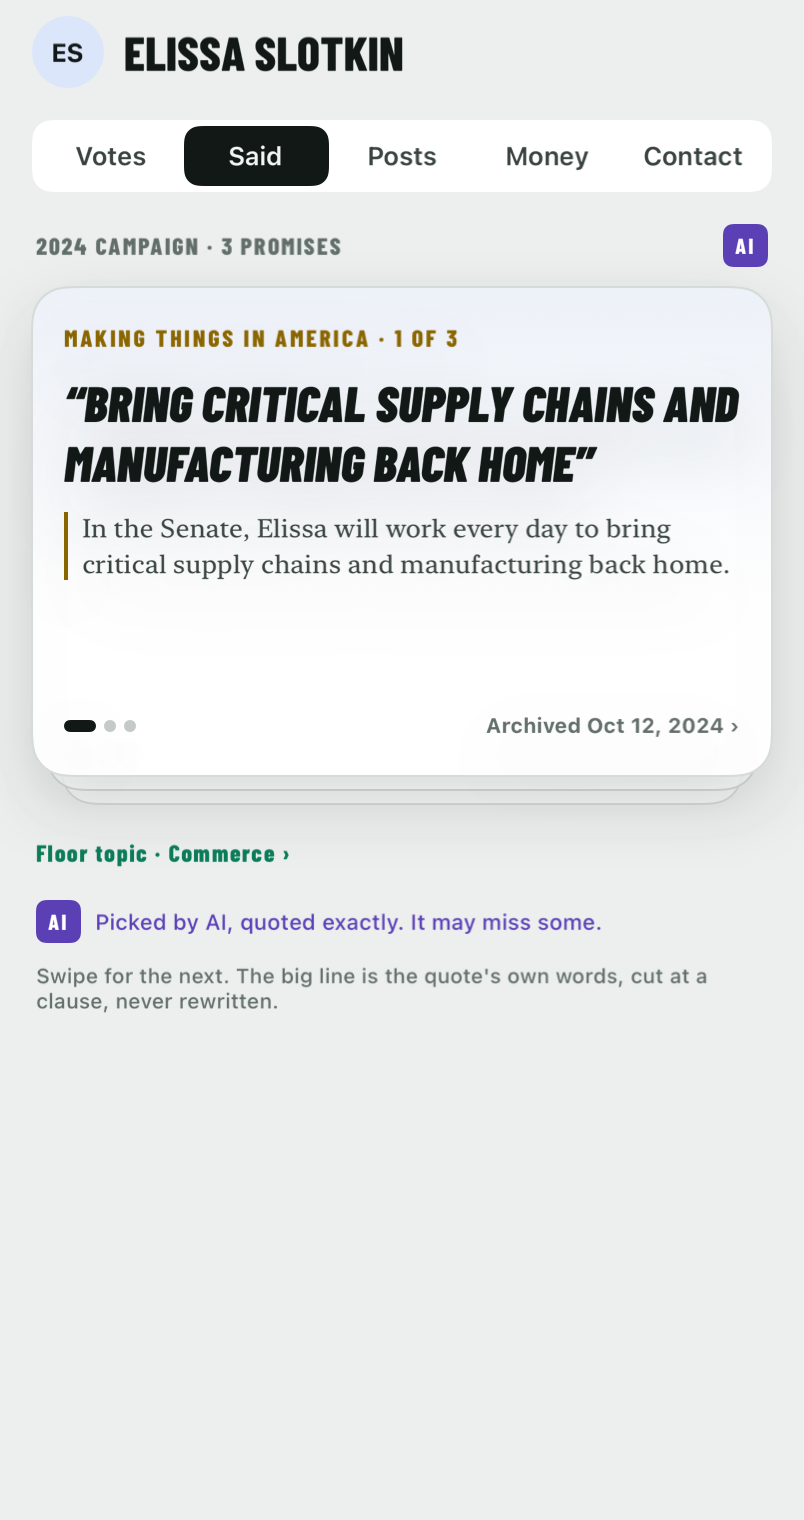 ES
ELISSA SLOTKIN
Votes Said Posts Money Contact
2024 CAMPAIGN · 3 PROMISES
AI
MAKING THINGS IN AMERICA · 1 OF 3
“BRING CRITICAL SUPPLY CHAINS AND
MANUFACTURING BACK HOME”
In the Senate, Elissa will work every day to bring
critical supply chains and manufacturing back home.
Archived Oct 12, 2024 ›
Floor topic · Commerce ›
AI Picked by AI, quoted exactly. It may miss some.
Swipe for the next. The big line is the quote's own words, cut at a
clause, never rewritten.